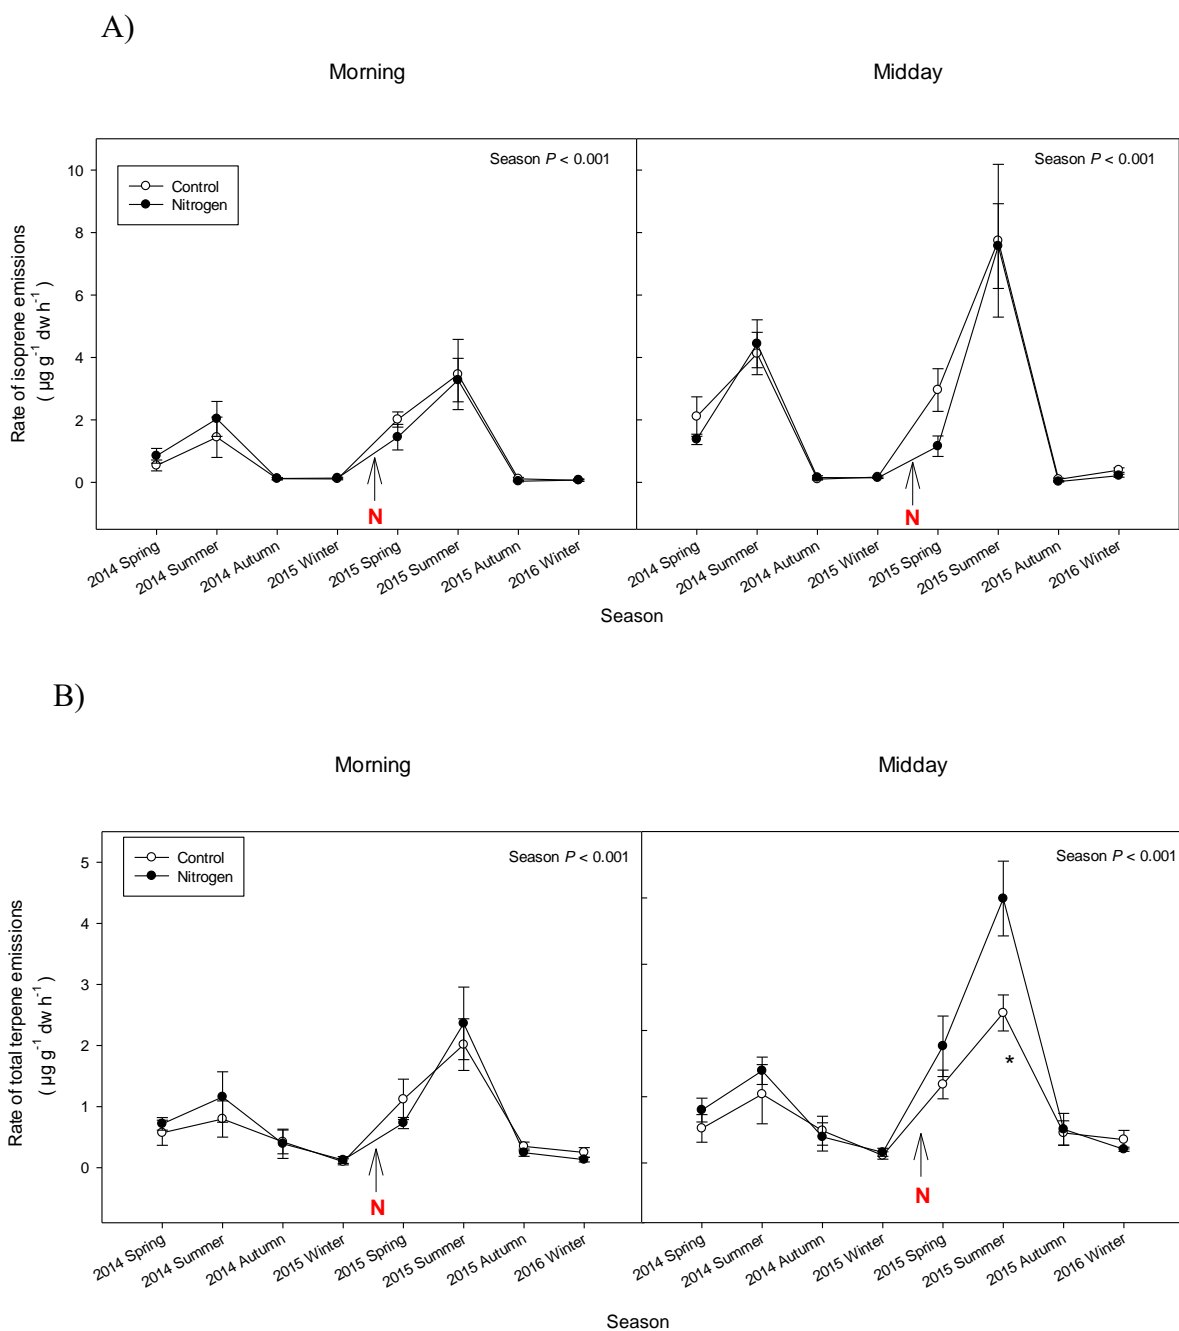 A)
Morning
Midday
Season P < 0.001
Season P < 0.001
Control
Nitrogen
Rate of isoprene emissions
( µg g-1 dw h-1 )
10
8
6
4
2
0
N
N
2014 Spring
2014 Summer
2014 Autumn
2015 Winter
2015 Spring
2015 Summer
2015 Autumn
2016 Winter
2014 Spring
2014 Summer
2014 Autumn
2015 Winter
2015 Spring
2015 Summer
2015 Autumn
2016 Winter
Season
B)
Morning
Midday
Season P < 0.001
Season P < 0.001
Control
Nitrogen
Rate of total terpene emissions
( µg g-1 dw h-1 )
5
4
3
2
1
0
*
N
N
2014 Spring
2014 Summer
2014 Autumn
2015 Winter
2015 Spring
2015 Summer
2015 Autumn
2016 Winter
2014 Spring
2014 Summer
2014 Autumn
2015 Winter
2015 Spring
2015 Summer
2015 Autumn
2016 Winter
Season